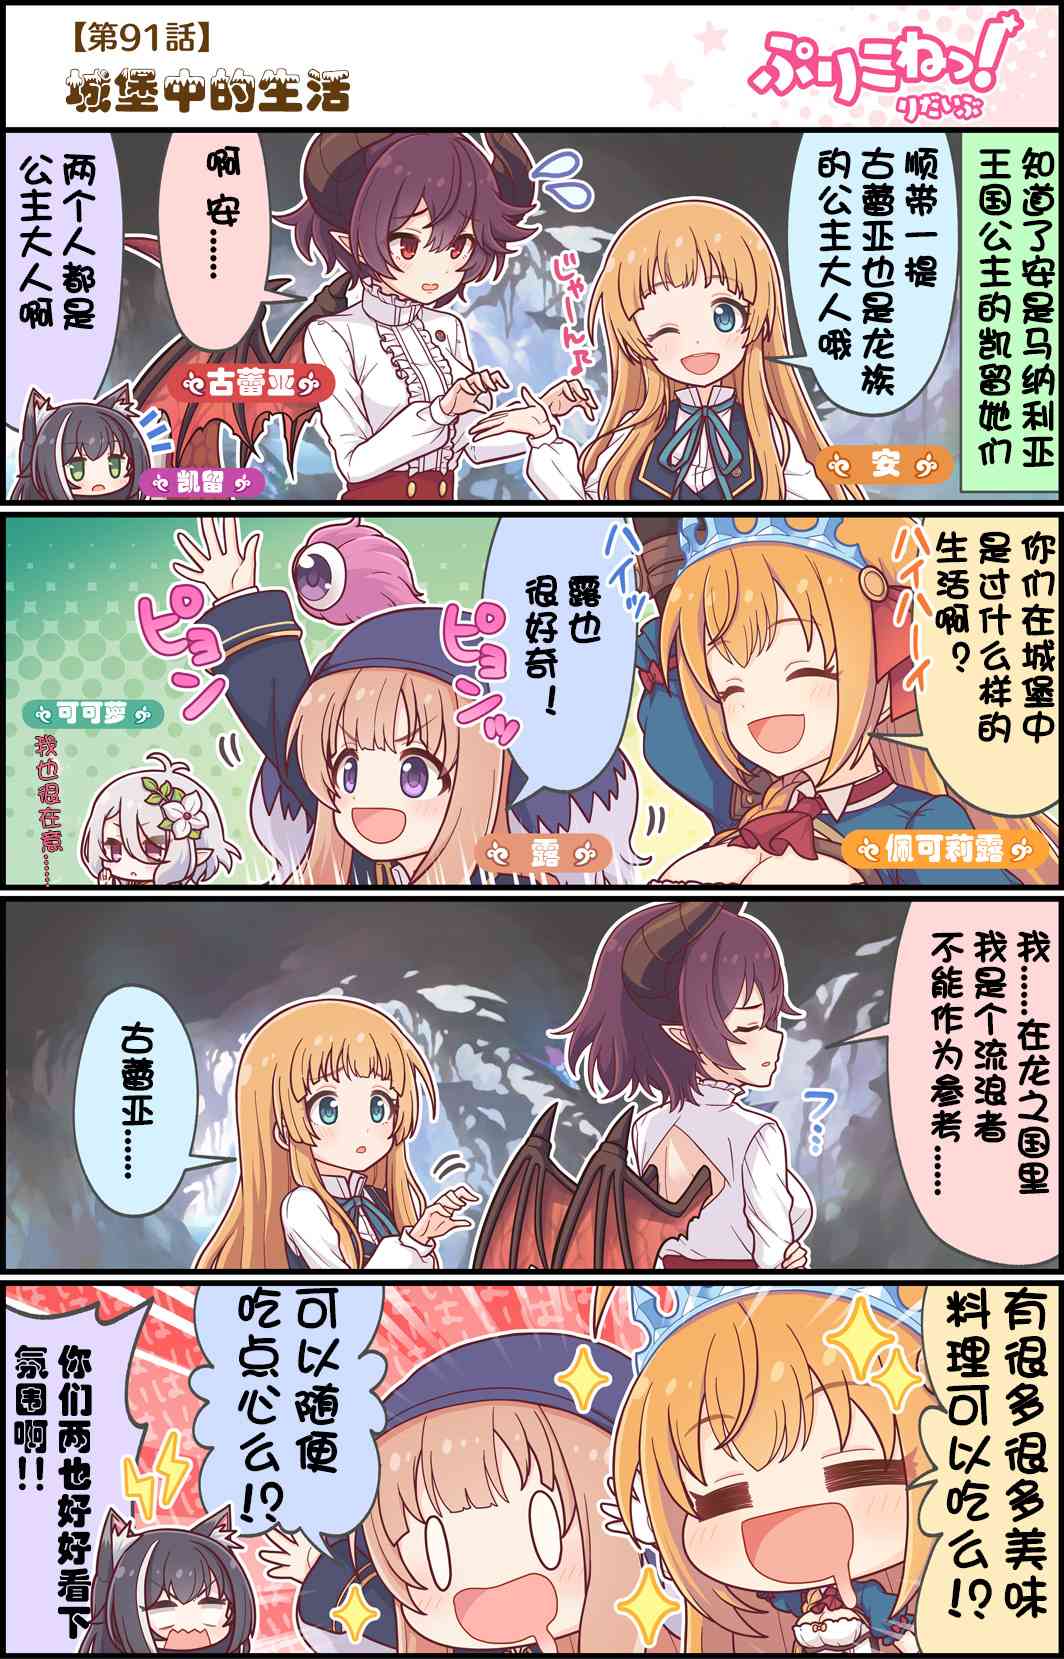 【第91話】
城堡中的生活
ぷりこねっ!
りだいぶ
知道了安是马纳利亚
王国公主的凯留她们
顺带一提
古蕾亚也是龙族
的公主大人哦
じゃーん♪
安
啊 安……
古蕾亚
两个人都是
公主大人啊
凯留
你们在城堡中
是过什么样的
生活啊?
ハイハーイ
ハイッ
佩可莉露
露也
很好奇!
ピョンッ
ピョン
露
可可萝
我也很在意……
我……在龙之国里
我是个流浪者
不能作为参考……
フ…
古蕾亚……
有很多很多美味
料理可以吃么!?
可以随便
吃点心么!?
你们两也好好看下
氛围啊!!